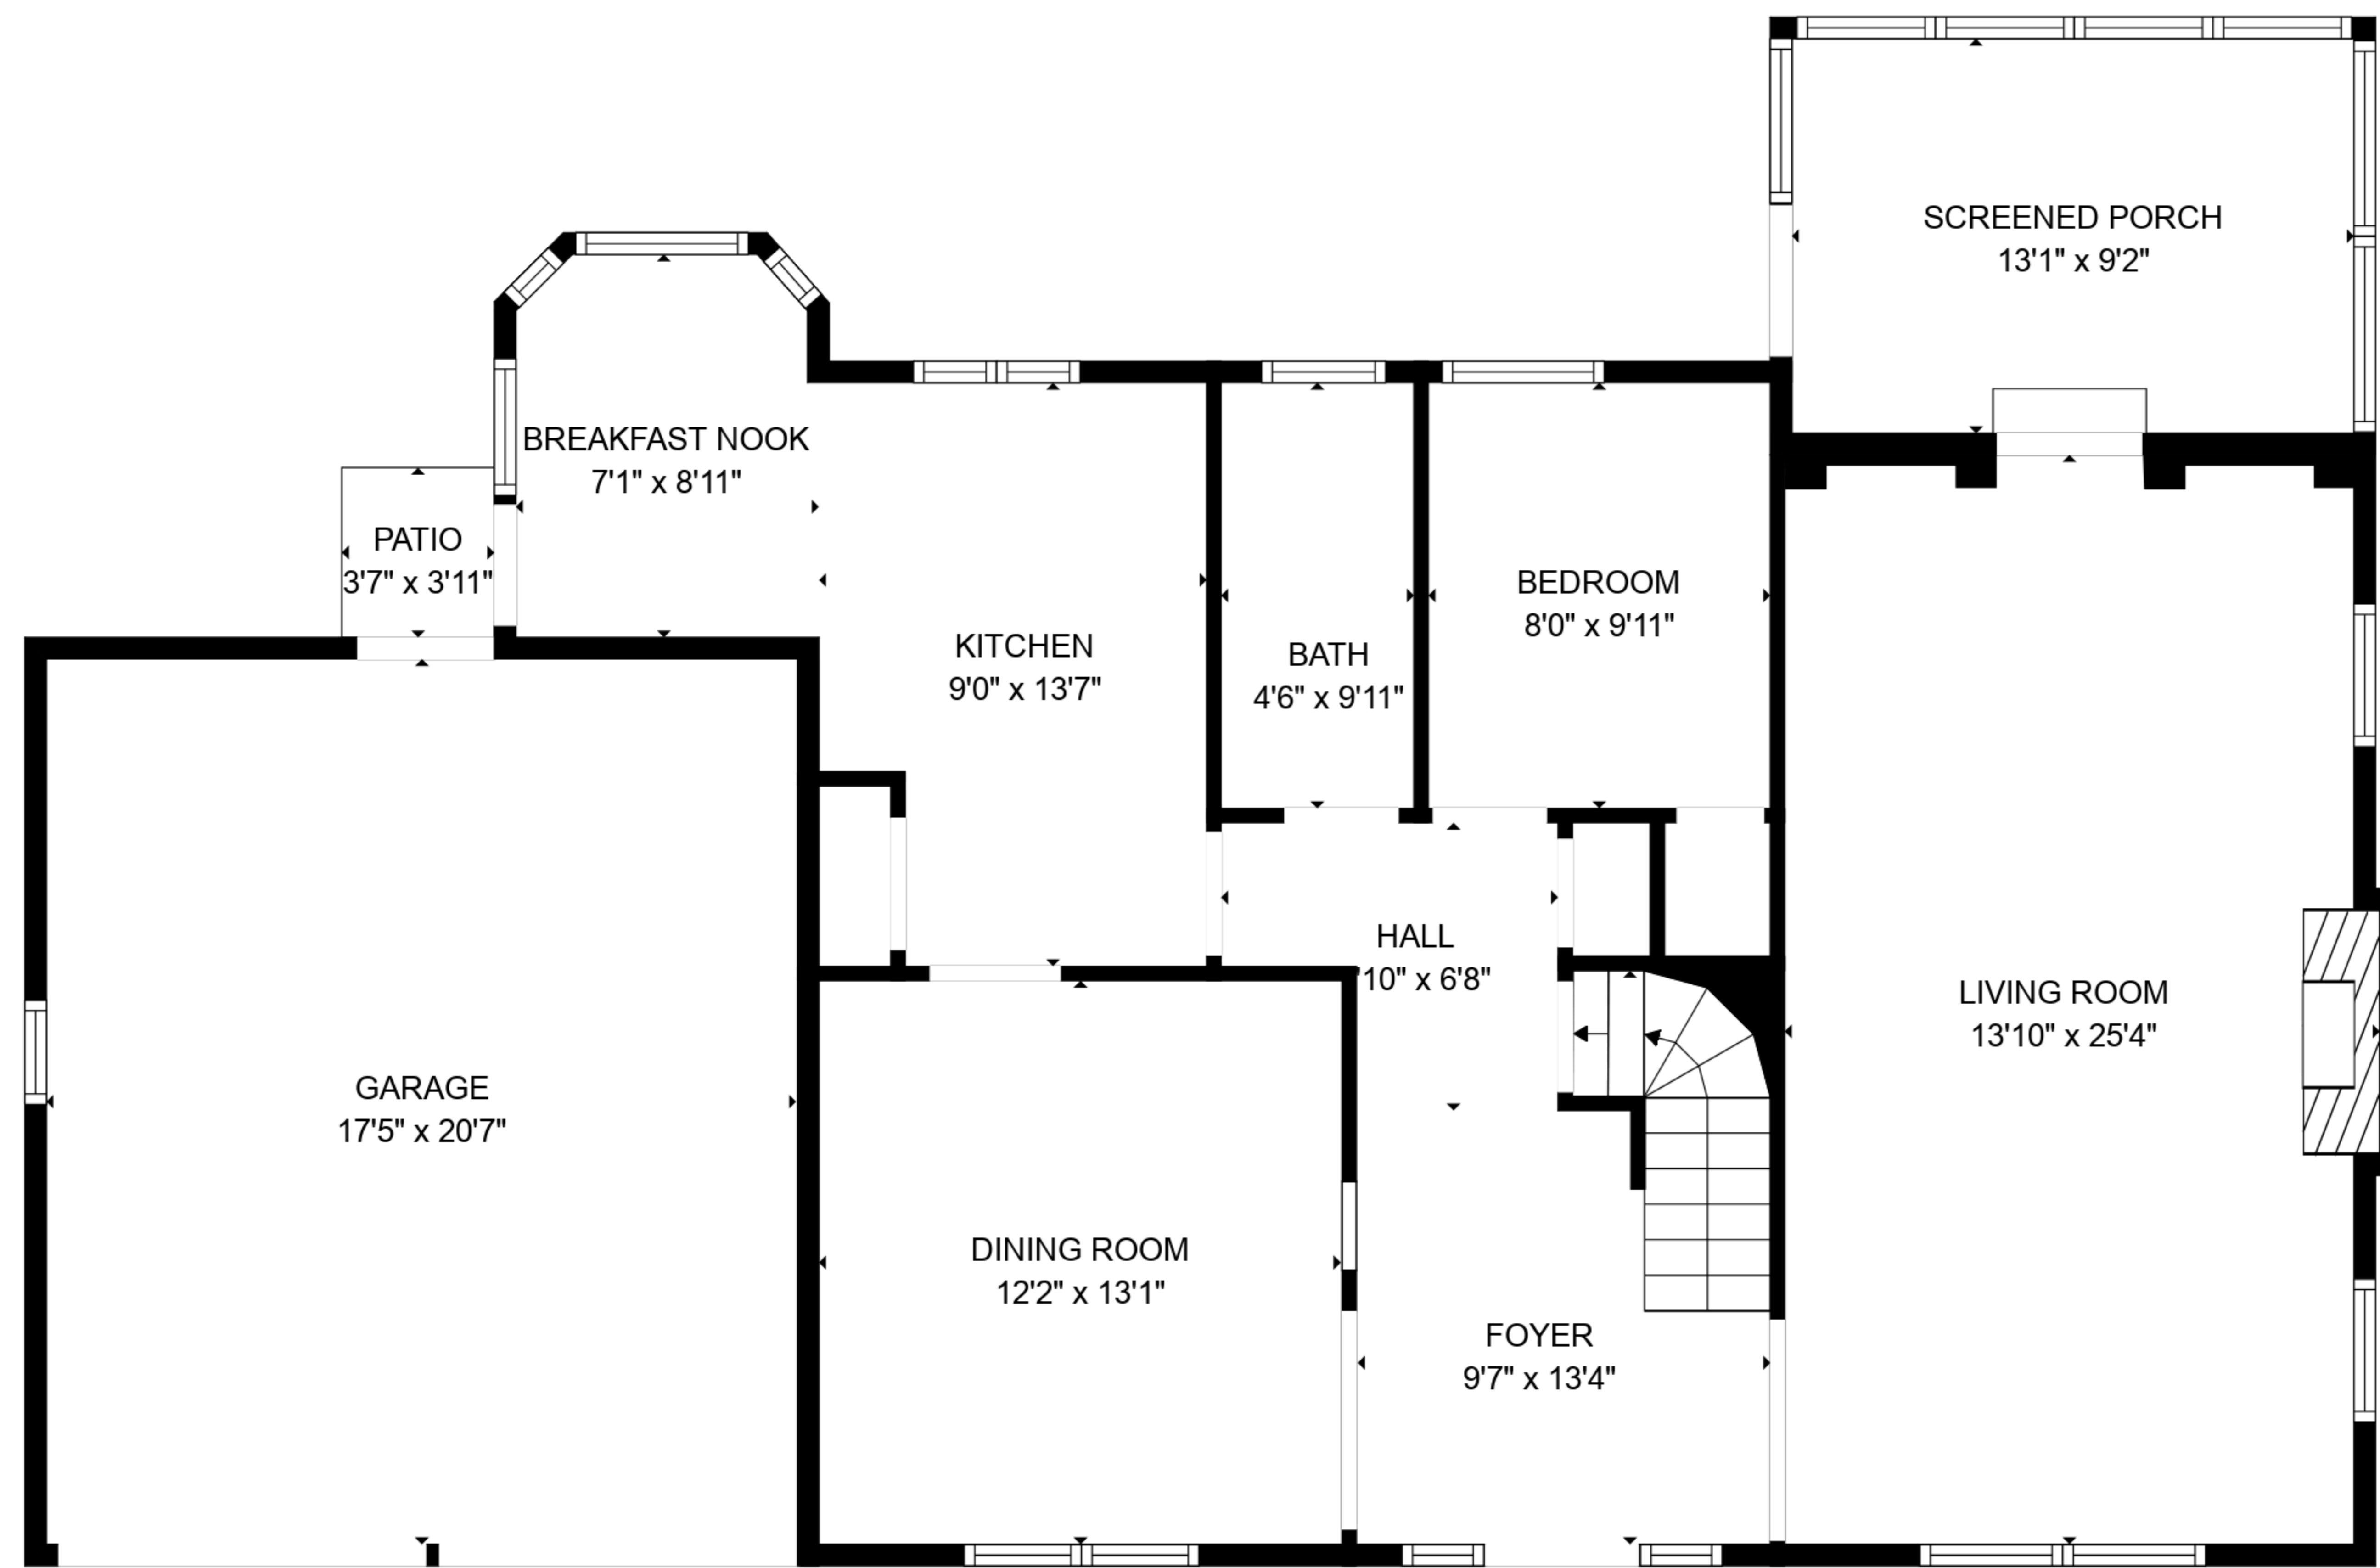 SCREENED PORCH
13'1" x 9'2"
BREAKFAST NOOK
7'1" x 8'11"
PATIO
3'7" x 3'11"
BEDROOM
8'0" x 9'11"
KITCHEN
9'0" x 13'7"
BATH
4'6" x 9'11"
HALL
'10" x 6'8"
LIVING ROOM
13'10" x 25'4"
GARAGE
17'5" x 20'7"
DINING ROOM
12'2" x 13'1"
FOYER
9'7" x 13'4"